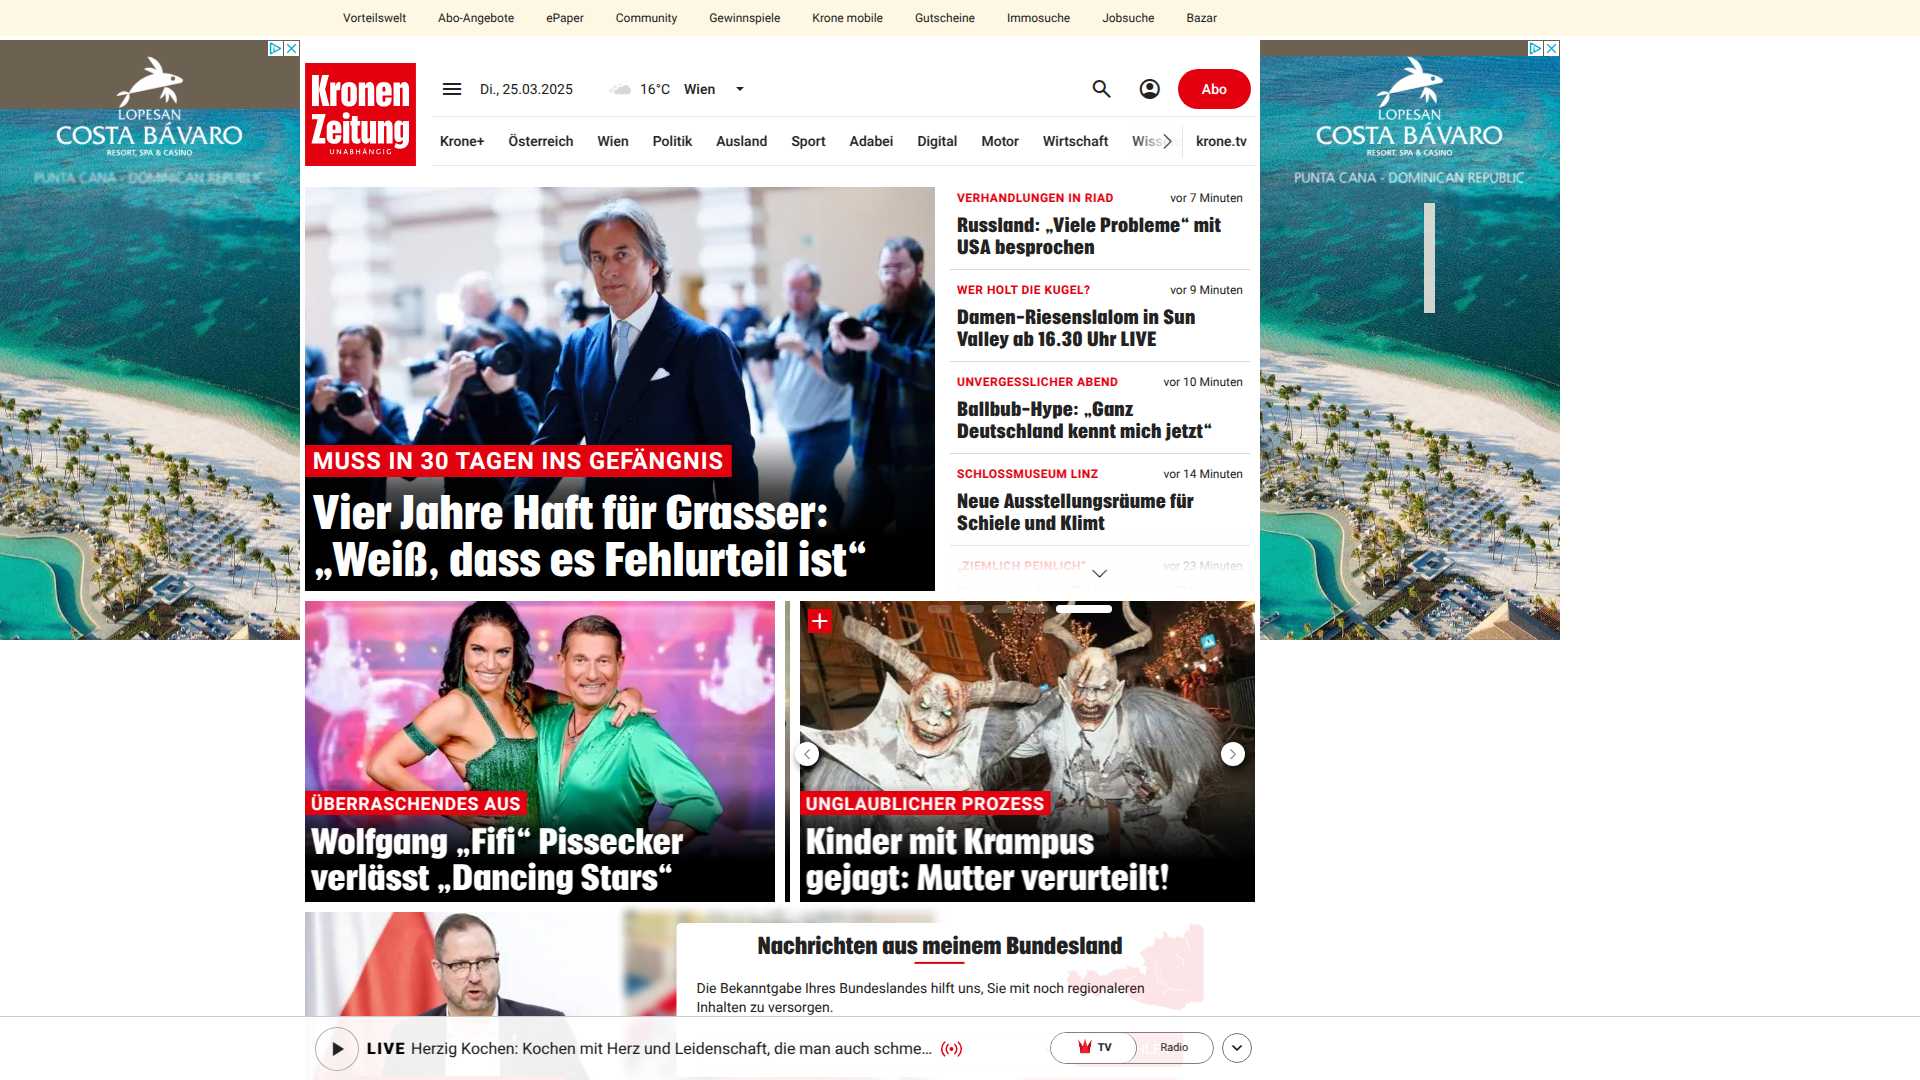 Vorteilswelt Abo-Angebote ePaper Community Gewinnspiele Krone mobile Gutscheine Immosuche Jobsuche Bazar
LOPESAN
COSTA BÁVARO
RESORT, SPA & CASINO
PUNTA CANA - DOMINICAN REPUBLIC
Kronen
Zeitung
UNABHÄNGIG
Di., 25.03.2025 16°C Wien
Abo
Krone+ Österreich Wien Politik Ausland Sport Adabei Digital Motor Wirtschaft Wiss krone.tv
LOPESAN
COSTA BÁVARO
RESORT, SPA & CASINO
PUNTA CANA - DOMINICAN REPUBLIC
MUSS IN 30 TAGEN INS GEFÄNGNIS
Vier Jahre Haft für Grasser:
„Weiß, dass es Fehlurteil ist“
VERHANDLUNGEN IN RIAD vor 7 Minuten
Russland: „Viele Probleme“ mit
USA besprochen
WER HOLT DIE KUGEL? vor 9 Minuten
Damen-Riesenslalom in Sun
Valley ab 16.30 Uhr LIVE
UNVERGESSLICHER ABEND vor 10 Minuten
Ballbub-Hype: „Ganz
Deutschland kennt mich jetzt“
SCHLOSSMUSEUM LINZ vor 14 Minuten
Neue Ausstellungsräume für
Schiele und Klimt
„ZIEMLICH PEINLICH“ vor 23 Minuten
ÜBERRASCHENDES AUS
Wolfgang „Fifi“ Pissecker
verlässt „Dancing Stars“
UNGLAUBLICHER PROZESS
Kinder mit Krampus
gejagt: Mutter verurteilt!
Nachrichten aus meinem Bundesland
Die Bekanntgabe Ihres Bundeslandes hilft uns, Sie mit noch regionaleren
Inhalten zu versorgen.
LIVE Herzig Kochen: Kochen mit Herz und Leidenschaft, die man auch schme...
TV Radio